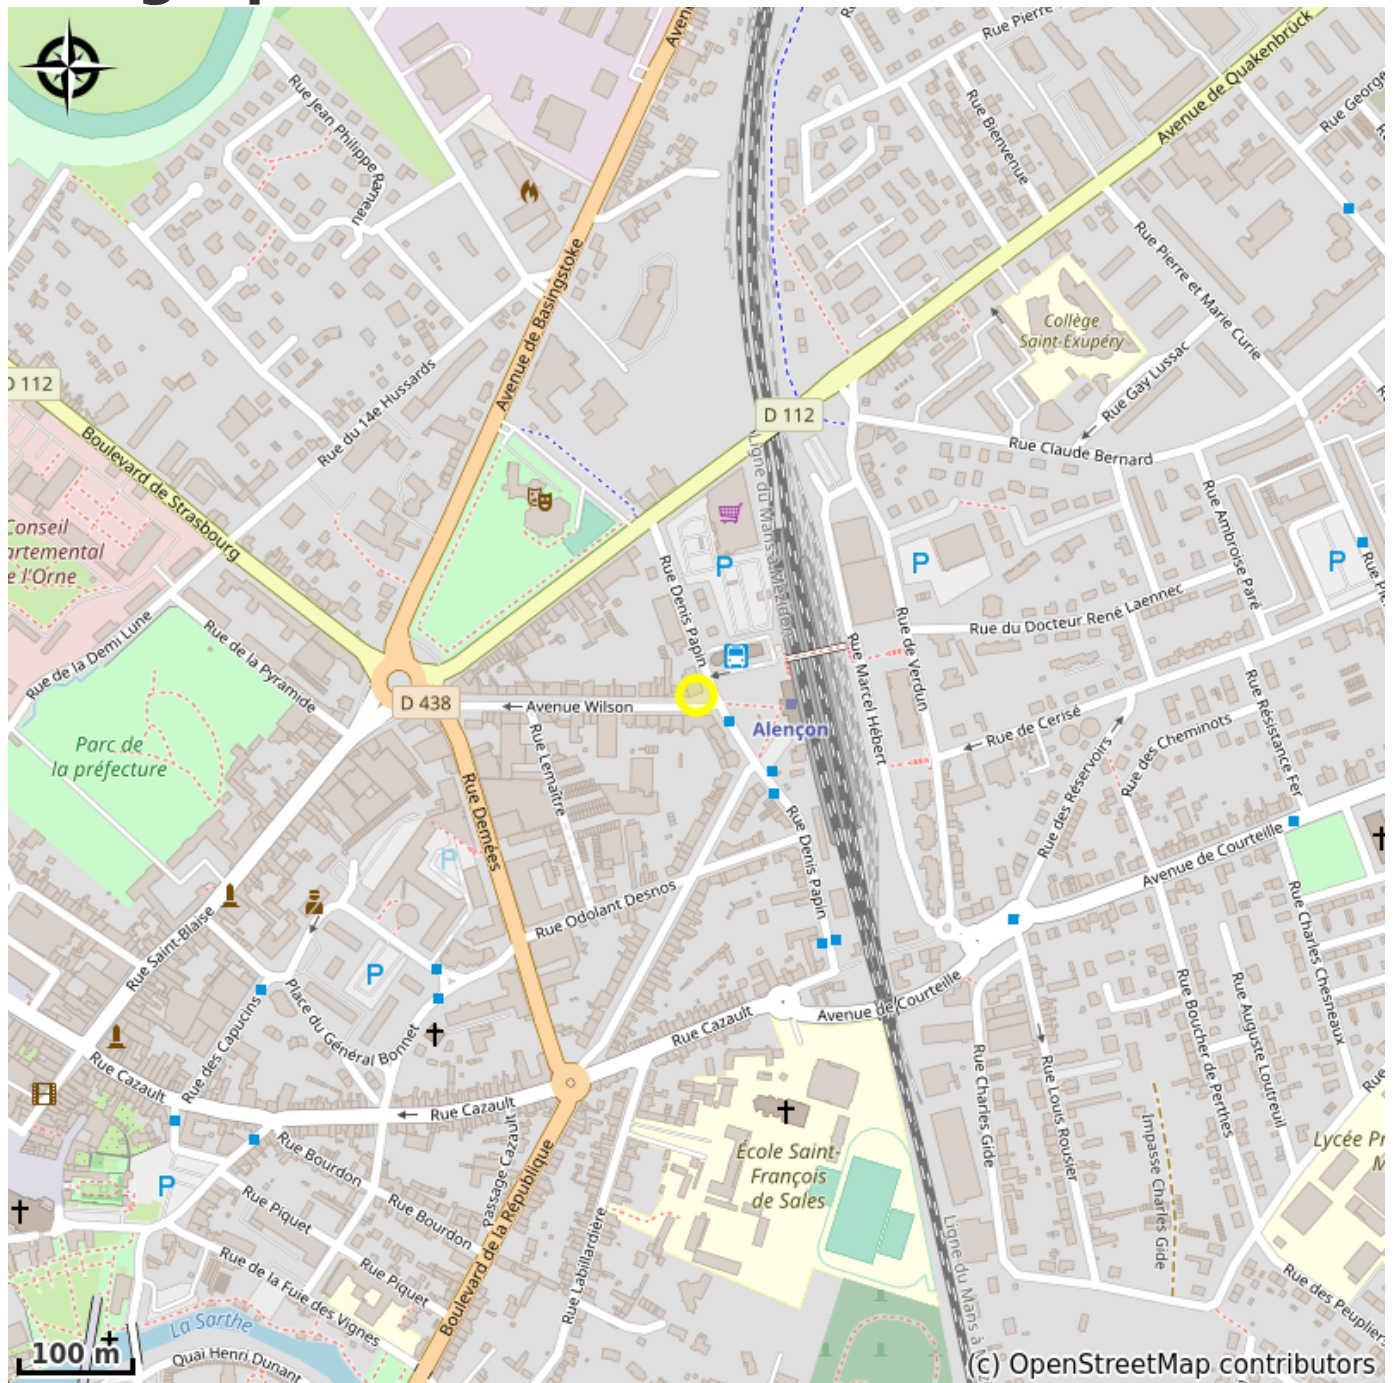 Aven
Rue Pierre
Avenue de Quakenbrück
Rue George
Rue Jean Philippe Rameau
Rue Bienvenue
Avenue de Basingstoke
Rue Pierre et Marie Curie
Collège
Saint-Exupéry
Rue Gay Lussac
D 112
D 112
Rue du 14e Hussards
Boulevard de Strasbourg
Ligne du Mans à Mézidon
Rue Claude Bernard
Rue Ambroise Paré
Conseil
artemental
e l'Orne
P
P
P
Rue Denis Papin
Rue du Docteur René Laennec
Rue de la Demi Lune
Rue de la Pyramide
Rue Marcel Hébert
Rue de Verdun
Rue Résistance Fer
D 438
Avenue Wilson
Alençon
Rue de Cerisé
Rue des Cheminots
Parc de
la préfecture
Rue Lemaître
Rue Demées
Rue des Réservoirs
Rue Denis Papin
P
Avenue de Courteille
Rue Odolant Desnos
Rue Saint-Blaise
P
Rue Charles Chesneaux
Place du Général Bonnet
Rue des Capucins
Avenue de Courteille
Rue Cazault
Rue Boucher de Perthes
Rue Auguste Loutreuil
Rue Cazault
Rue Cazault
Rue Charles Gide
Rue Louis Rousier
Impasse Charles Gide
Rue
Passage Cazault
Rue Bourdon
École Saint-
François
de Sales
Lycée Pr
M
P
Rue Piquet
Rue Bourdon
Boulevard de la République
Rue Labillardière
Ligne du Mans à
Rue de la Fuie des Vignes
Rue Piquet
Rue des Peupliers
La Sarthe
Quai Henri Dunant
100 m
(c) OpenStreetMap contributors